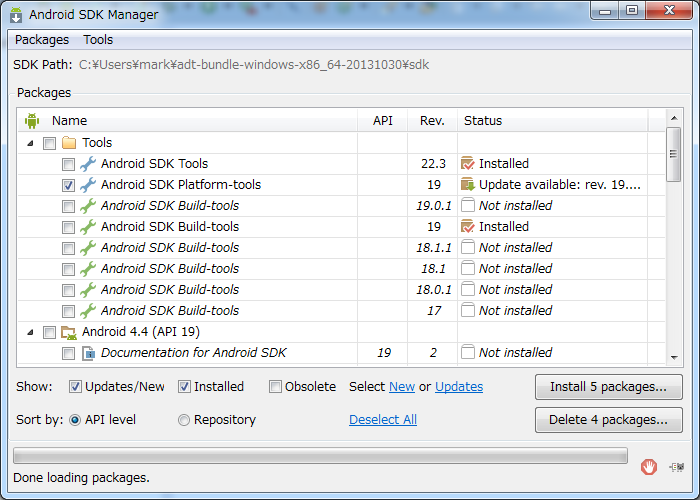 Android SDK Manager
Packages Tools
SDK Path: C:¥Users¥mark¥adt-bundle-windows-x86_64-20131030¥sdk
Packages
Name API Rev. Status
Tools
Android SDK Tools 22.3 Installed
Android SDK Platform-tools 19 Update available: rev. 19....
Android SDK Build-tools 19.0.1 Not installed
Android SDK Build-tools 19 Installed
Android SDK Build-tools 18.1.1 Not installed
Android SDK Build-tools 18.1 Not installed
Android SDK Build-tools 18.0.1 Not installed
Android SDK Build-tools 17 Not installed
Android 4.4 (API 19)
Documentation for Android SDK 19 2 Not installed
Show: Updates/New Installed Obsolete Select New or Updates Install 5 packages...
Sort by: API level Repository Deselect All Delete 4 packages...
Done loading packages.